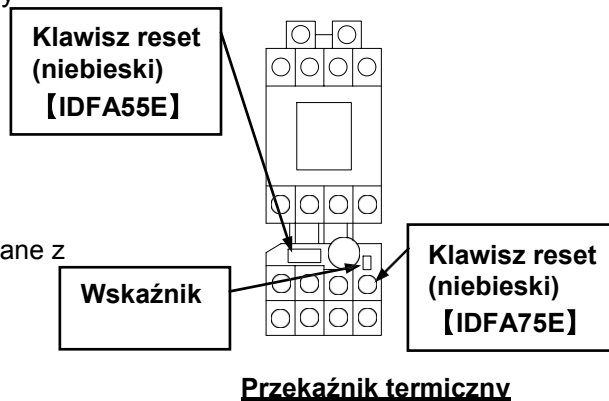 y
Klawisz reset
(niebieski)
【IDFA55E】
ane z
Wskaźnik
Klawisz reset
(niebieski)
【IDFA75E】
Przekaźnik termiczny